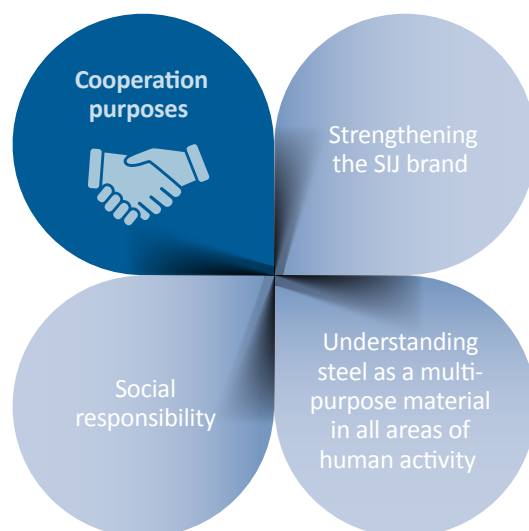 Cooperation
purposes
Strengthening
the SIJ brand
Social
responsibility
Understanding
steel as a multi-
purpose material
in all areas of
human activity